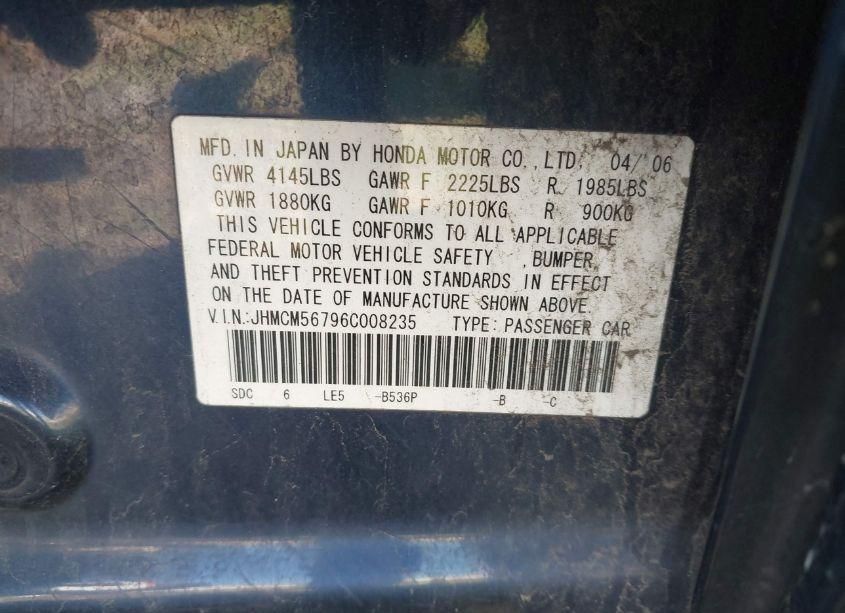 MFD. IN JAPAN BY HONDA MOTOR CO., LTD. 04/'06
GVWR 4145LBS GAWR F 2225LBS R 1985LBS
GVWR 1880KG GAWR F 1010KG R 900KG
THIS VEHICLE CONFORMS TO ALL APPLICABLE
FEDERAL MOTOR VEHICLE SAFETY ,BUMPER,
AND THEFT PREVENTION STANDARDS IN EFFECT
ON THE DATE OF MANUFACTURE SHOWN ABOVE.
V.I.N.:JHMCM56796C008235 TYPE: PASSENGER CAR
SDC 6 LE5 -B536P -B -C